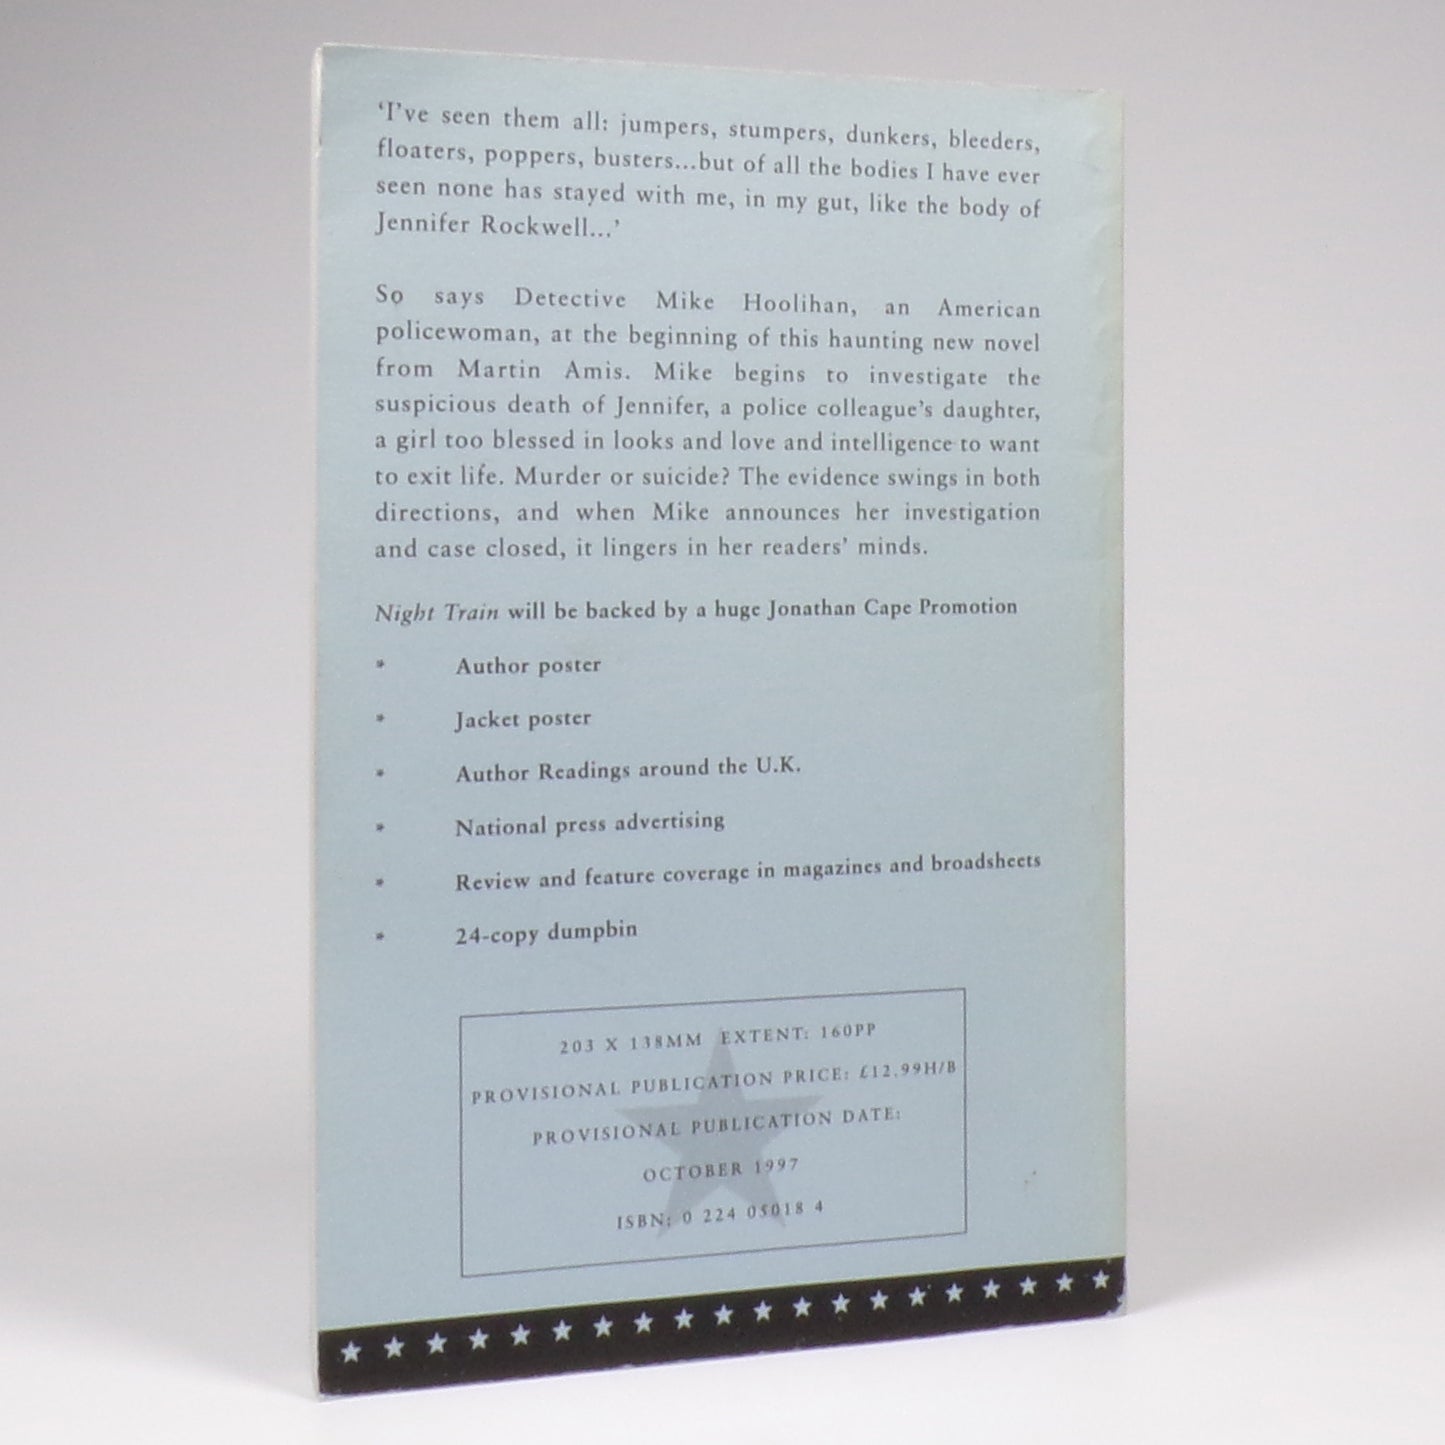 ‘I’ve seen them all: jumpers, stumpers, dunkers, bleeders,
floaters, poppers, busters...but of all the bodies I have ever
seen none has stayed with me, in my gut, like the body of
Jennifer Rockwell...’
So says Detective Mike Hoolihan, an American
policewoman, at the beginning of this haunting new novel
from Martin Amis. Mike begins to investigate the
suspicious death of Jennifer, a police colleague’s daughter,
a girl too blessed in looks and love and intelligence to want
to exit life. Murder or suicide? The evidence swings in both
directions, and when Mike announces her investigation
and case closed, it lingers in her readers’ minds.
Night Train will be backed by a huge Jonathan Cape Promotion
* Author poster
* Jacket poster
* Author Readings around the U.K.
* National press advertising
* Review and feature coverage in magazines and broadsheets
* 24-copy dumpbin
203 X 138MM EXTENT: 160PP
PROVISIONAL PUBLICATION PRICE: £12.99H/B
PROVISIONAL PUBLICATION DATE:
OCTOBER 1997
ISBN: 0 224 05018 4